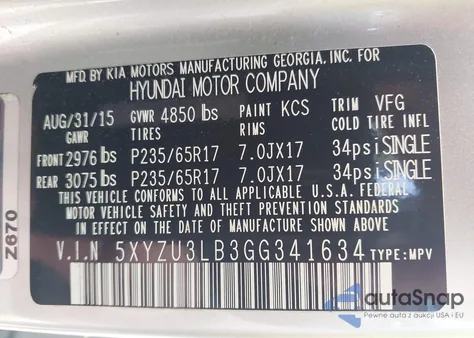 MFD. BY KIA MOTORS MANUFACTURING GEORGIA, INC. FOR
HYUNDAI MOTOR COMPANY
AUG/31/15 GVWR 4850 lbs PAINT KCS TRIM VFG
GAWR TIRES RIMS COLD TIRE INFL
FRONT 2976 lbs P235/65R17 7.0JX17 34psi SINGLE
REAR 3075 lbs P235/65R17 7.0JX17 34psi SINGLE
THIS VEHICLE CONFORMS TO ALL APPLICABLE U.S.A. FEDERAL
MOTOR VEHICLE SAFETY AND THEFT PREVENTION STANDARDS
IN EFFECT ON THE DATE OF MANUFACTURE SHOWN ABOVE.
V.I.N 5XYZU3LB3GG341634 TYPE:MPV
Z670
autaSnap
Pewne auta z aukcji USA i EU